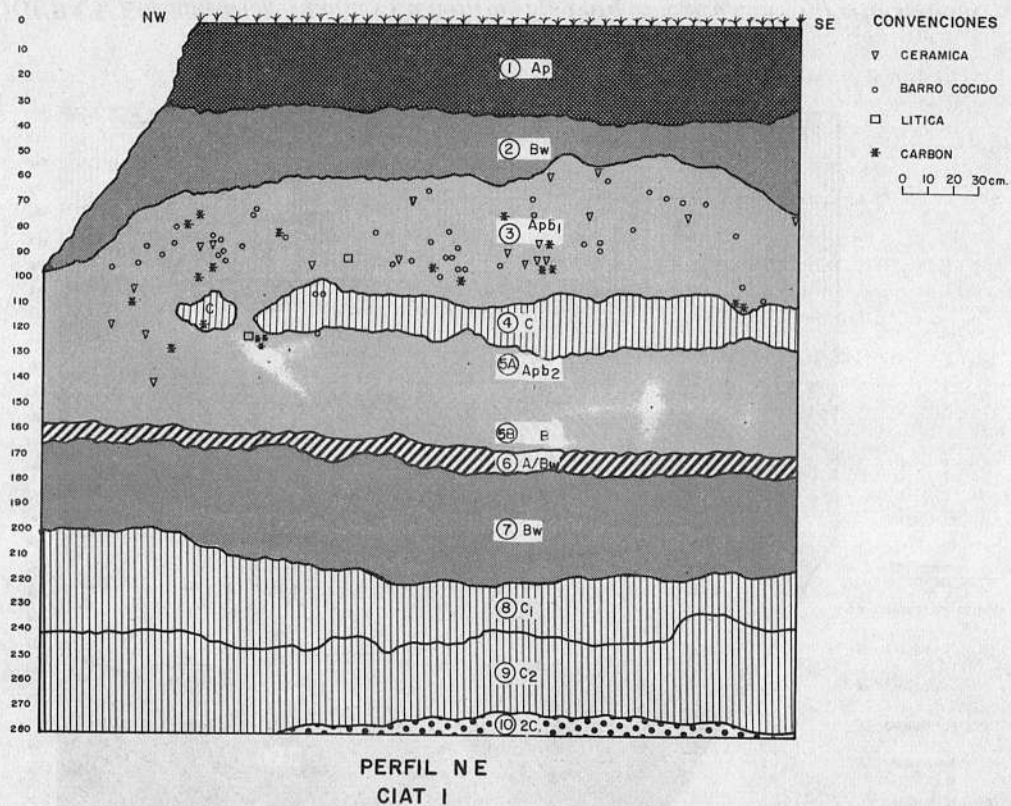 NW
SE
CONVENCIONES
CERAMICA
BARRO COCIDO
LITICA
CARBON
0 10 20 30cm.
0
10
20
30
40
50
60
70
80
90
100
110
120
130
140
150
160
170
180
190
200
210
220
230
240
250
260
270
280
1 Ap
2 Bw
3 Apb1
C
4 C
5A Apb2
5B B
6 A/Bw
7 Bw
8 C1
9 C2
10 2C
PERFIL NE
CIAT I